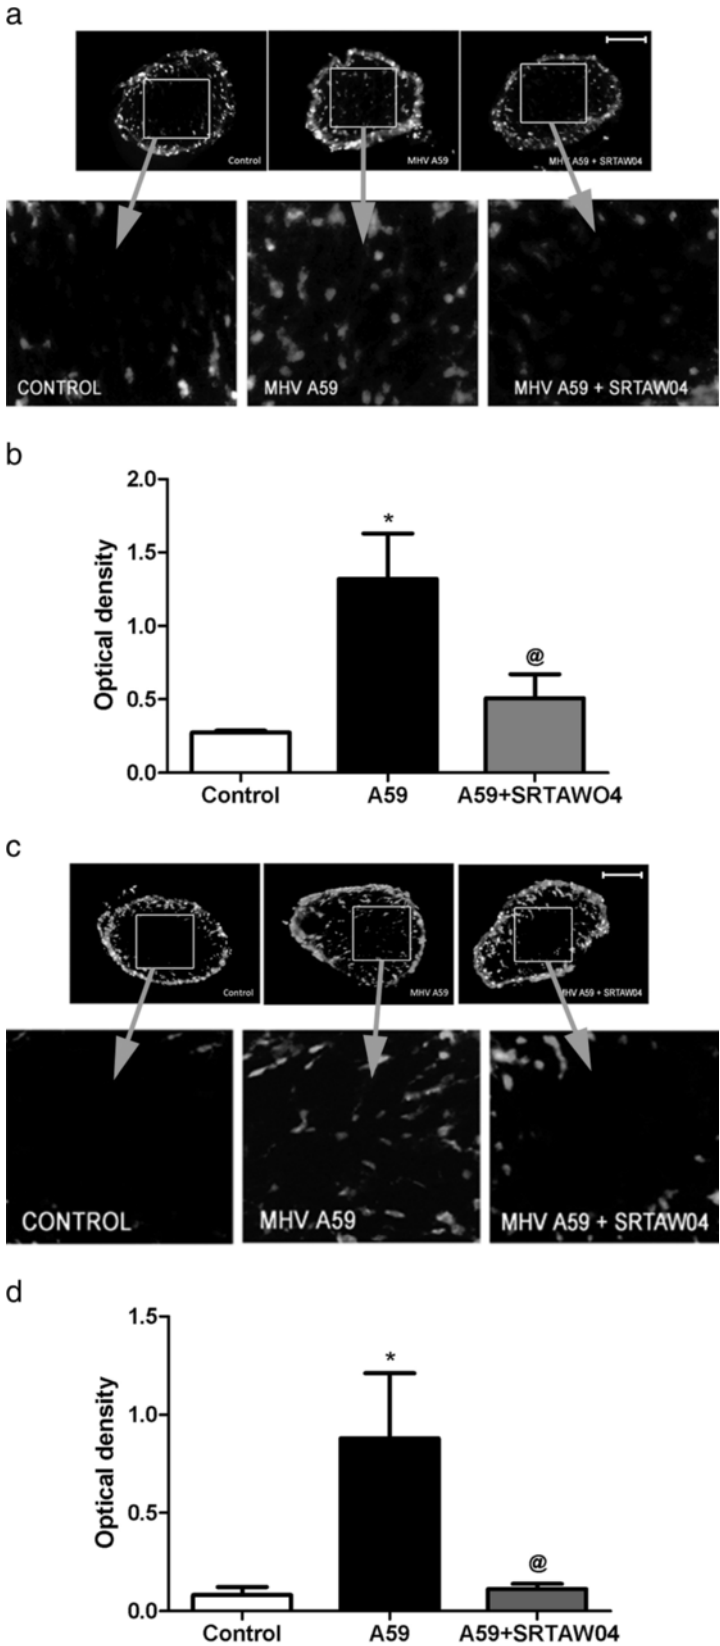 a
Control
MHV A59
MHV A59 + SRTAW04
CONTROL
MHV A59
MHV A59 + SRTAW04
b
2.0
1.5
1.0
0.5
0.0
Optical density
*
@
Control
A59
A59+SRTAWO4
c
Control
MHV A59
MHV A59 + SRTAW04
CONTROL
MHV A59
MHV A59 + SRTAW04
d
1.5
1.0
0.5
0.0
Optical density
*
@
Control
A59
A59+SRTAW04